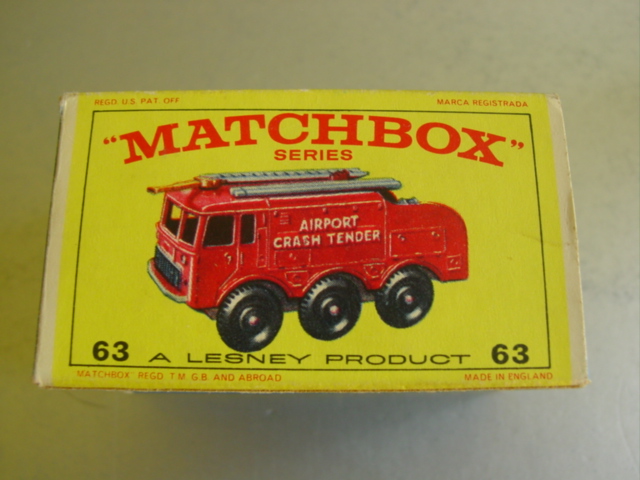 REGD. U.S. PAT. OFF
MARCA REGISTRADA
"MATCHBOX"
SERIES
AIRPORT
CRASH TENDER
63 A LESNEY PRODUCT 63
MATCHBOX REGD. T.M. G.B. AND ABROAD
MADE IN ENGLAND